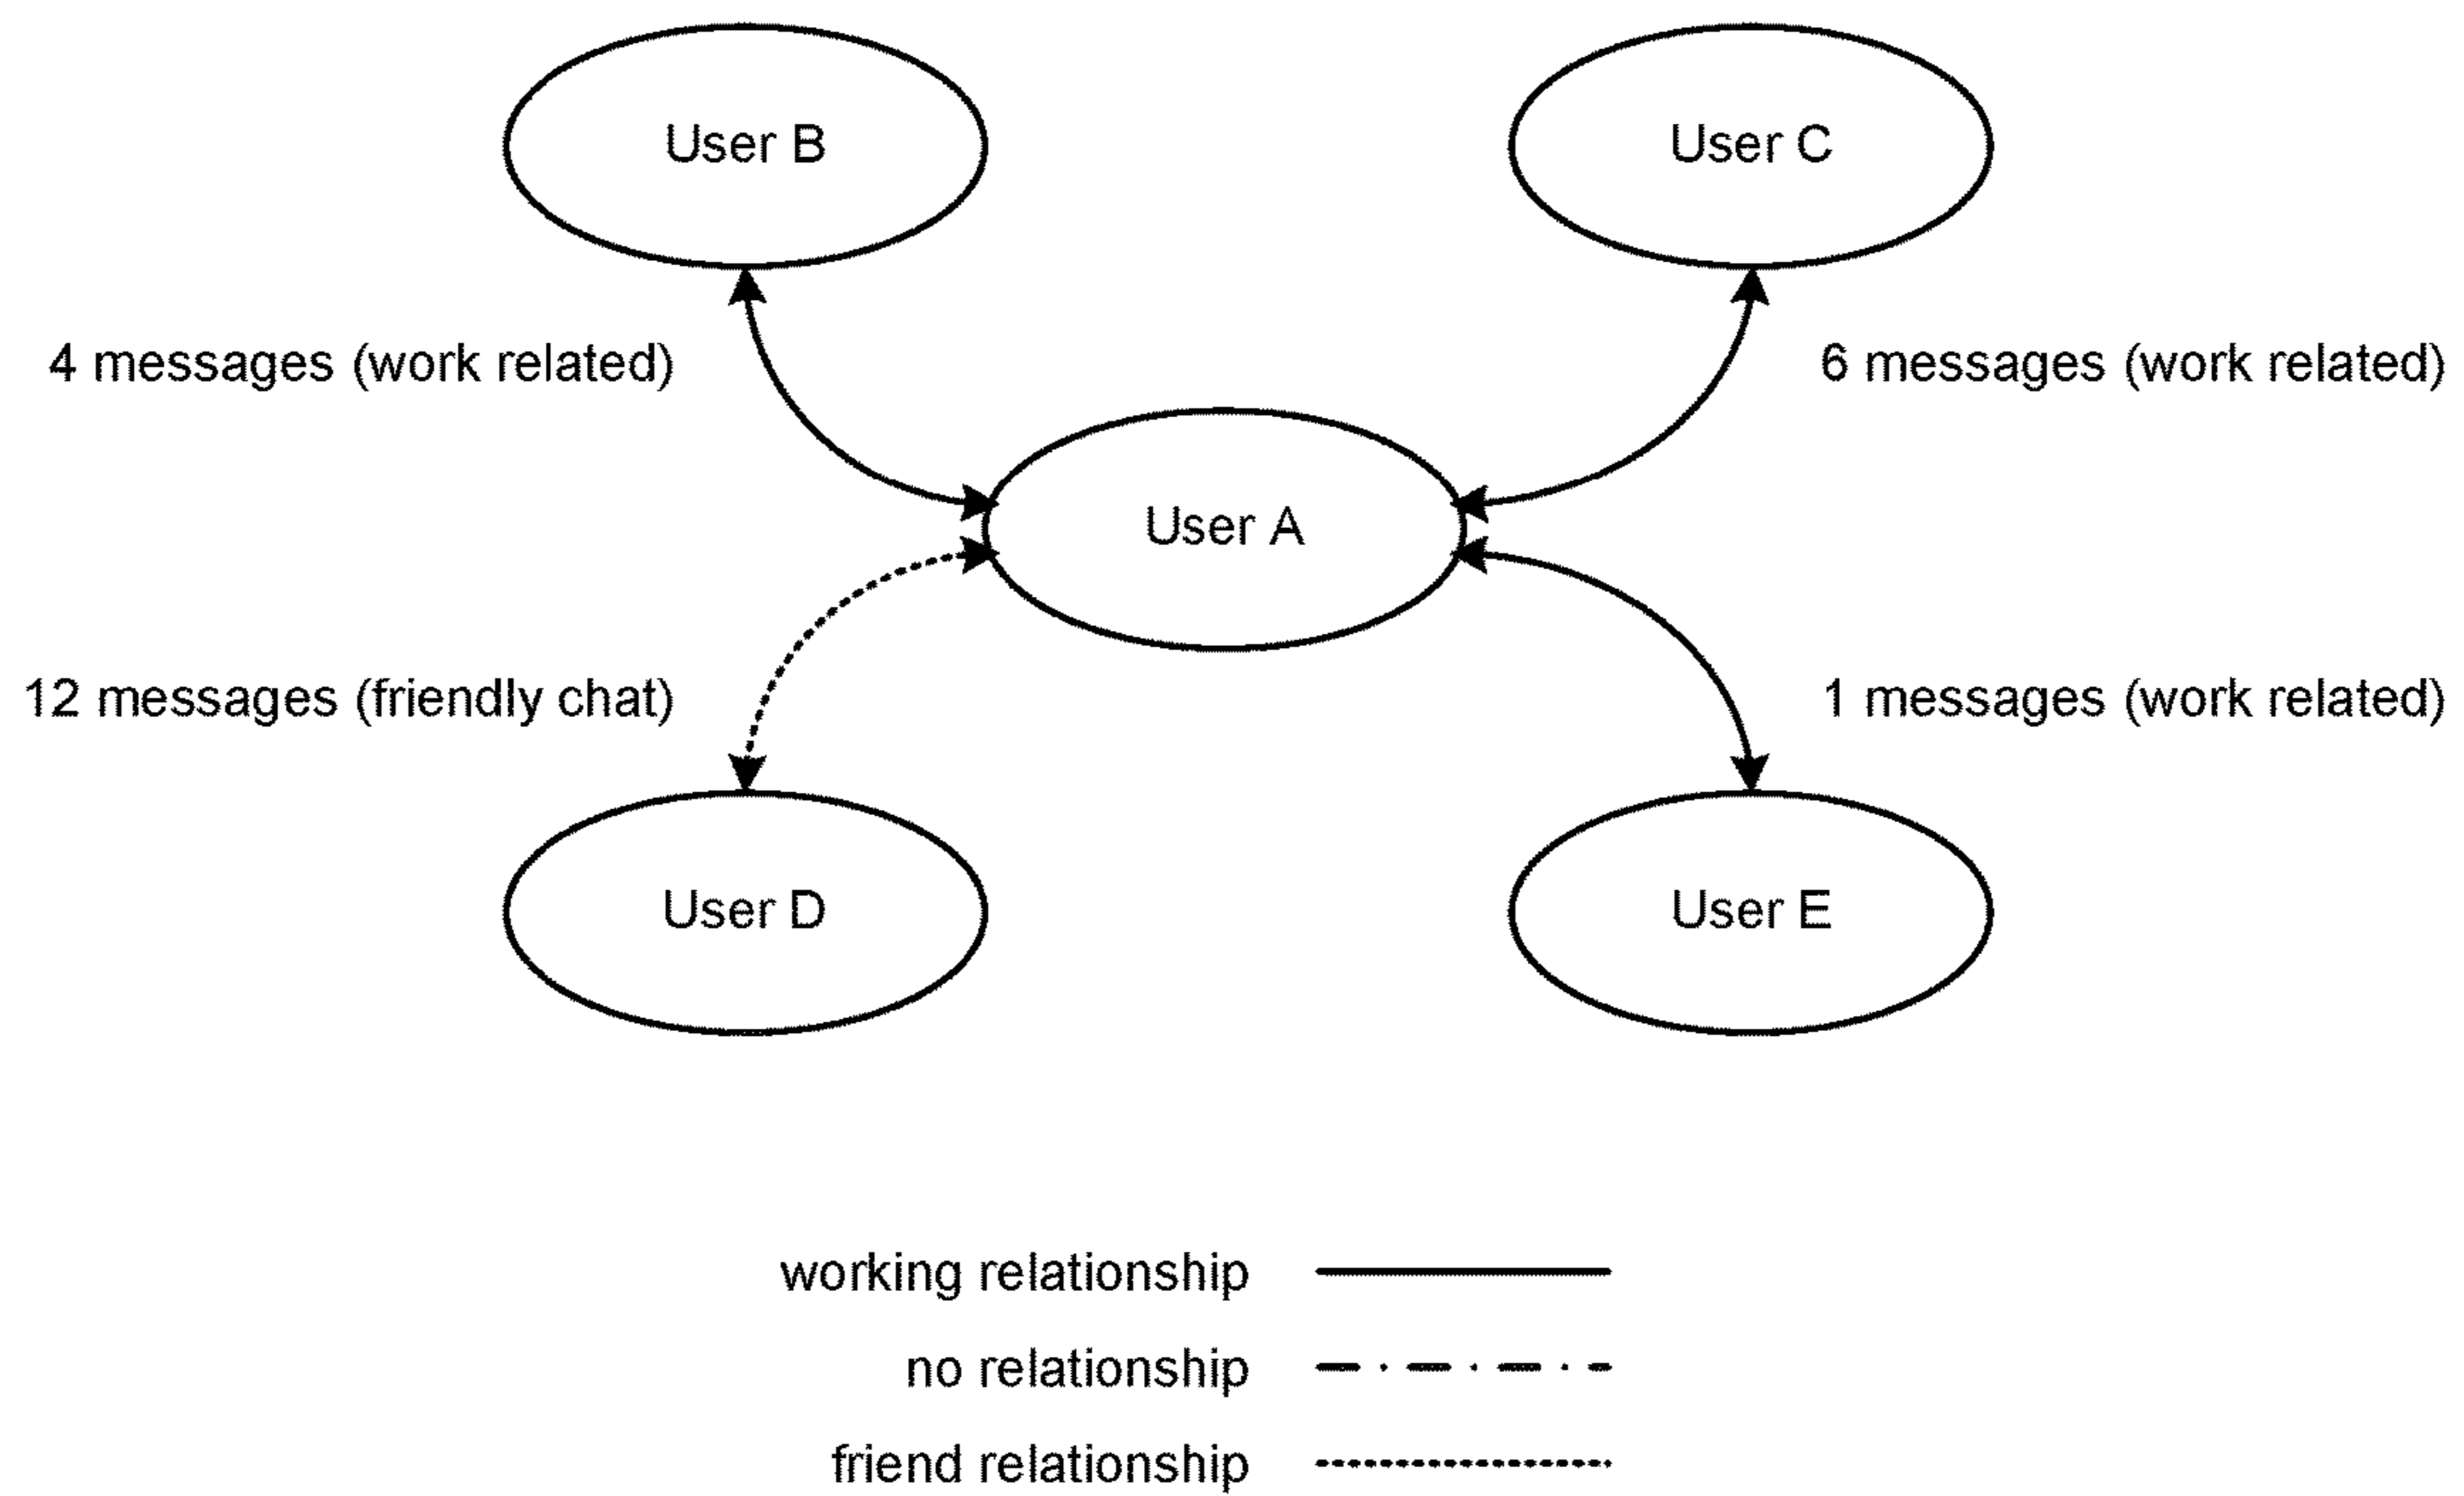 User B
User C
4 messages (work related)
6 messages (work related)
User A
12 messages (friendly chat)
1 messages (work related)
User D
User E
working relationship
no relationship
friend relationship